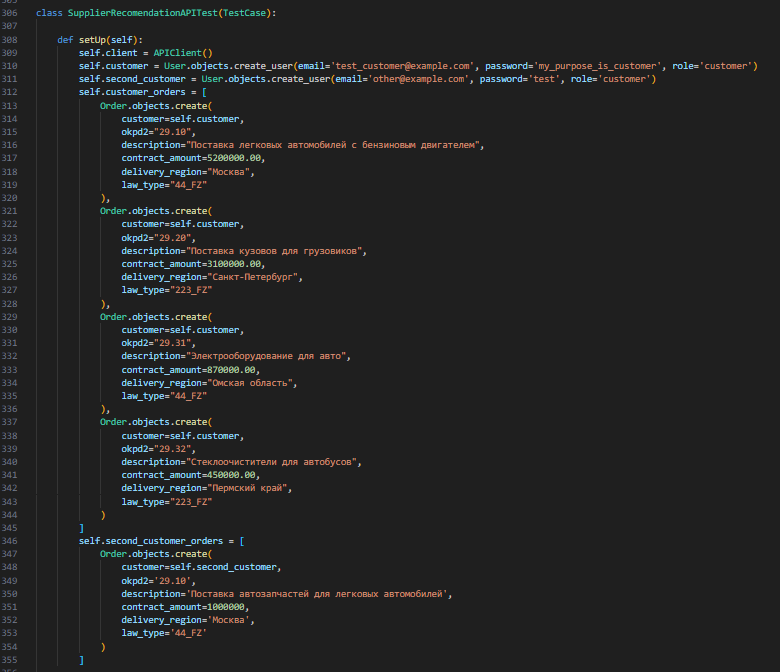 305
306 class SupplierRecomendationAPITest(TestCase):
307
308 def setUp(self):
309 self.client = APIClient()
310 self.customer = User.objects.create_user(email='test_customer@example.com', password='my_purpose_is_customer', role='customer')
311 self.second_customer = User.objects.create_user(email='other@example.com', password='test', role='customer')
312 self.customer_orders = [
313 Order.objects.create(
314 customer=self.customer,
315 okpd2="29.10",
316 description="Поставка легковых автомобилей с бензиновым двигателем",
317 contract_amount=5200000.00,
318 delivery_region="Москва",
319 law_type="44_FZ"
320 ),
321 Order.objects.create(
322 customer=self.customer,
323 okpd2="29.20",
324 description="Поставка кузовов для грузовиков",
325 contract_amount=3100000.00,
326 delivery_region="Санкт-Петербург",
327 law_type="223_FZ"
328 ),
329 Order.objects.create(
330 customer=self.customer,
331 okpd2="29.31",
332 description="Электрооборудование для авто",
333 contract_amount=870000.00,
334 delivery_region="Омская область",
335 law_type="44_FZ"
336 ),
337 Order.objects.create(
338 customer=self.customer,
339 okpd2="29.32",
340 description="Стеклоочистители для автобусов",
341 contract_amount=450000.00,
342 delivery_region="Пермский край",
343 law_type="223_FZ"
344 )
345 ]
346 self.second_customer_orders = [
347 Order.objects.create(
348 customer=self.second_customer,
349 okpd2='29.10',
350 description='Поставка автозапчастей для легковых автомобилей',
351 contract_amount=1000000,
352 delivery_region='Москва',
353 law_type='44_FZ'
354 )
355 ]
356